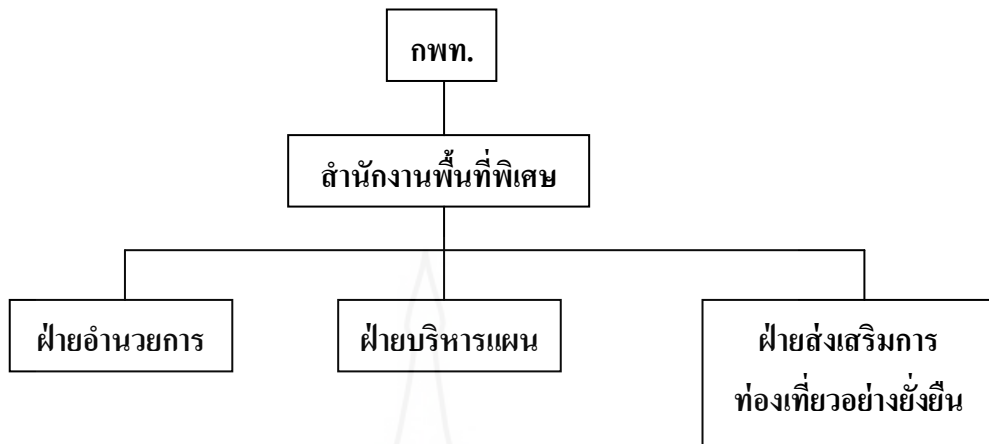 กพท.
สำนักงานพื้นที่พิเศษ
ฝ่ายอำนวยการ
ฝ่ายบริหารแผน
ฝ่ายส่งเสริมการ
ท่องเที่ยวอย่างยั่งยืน